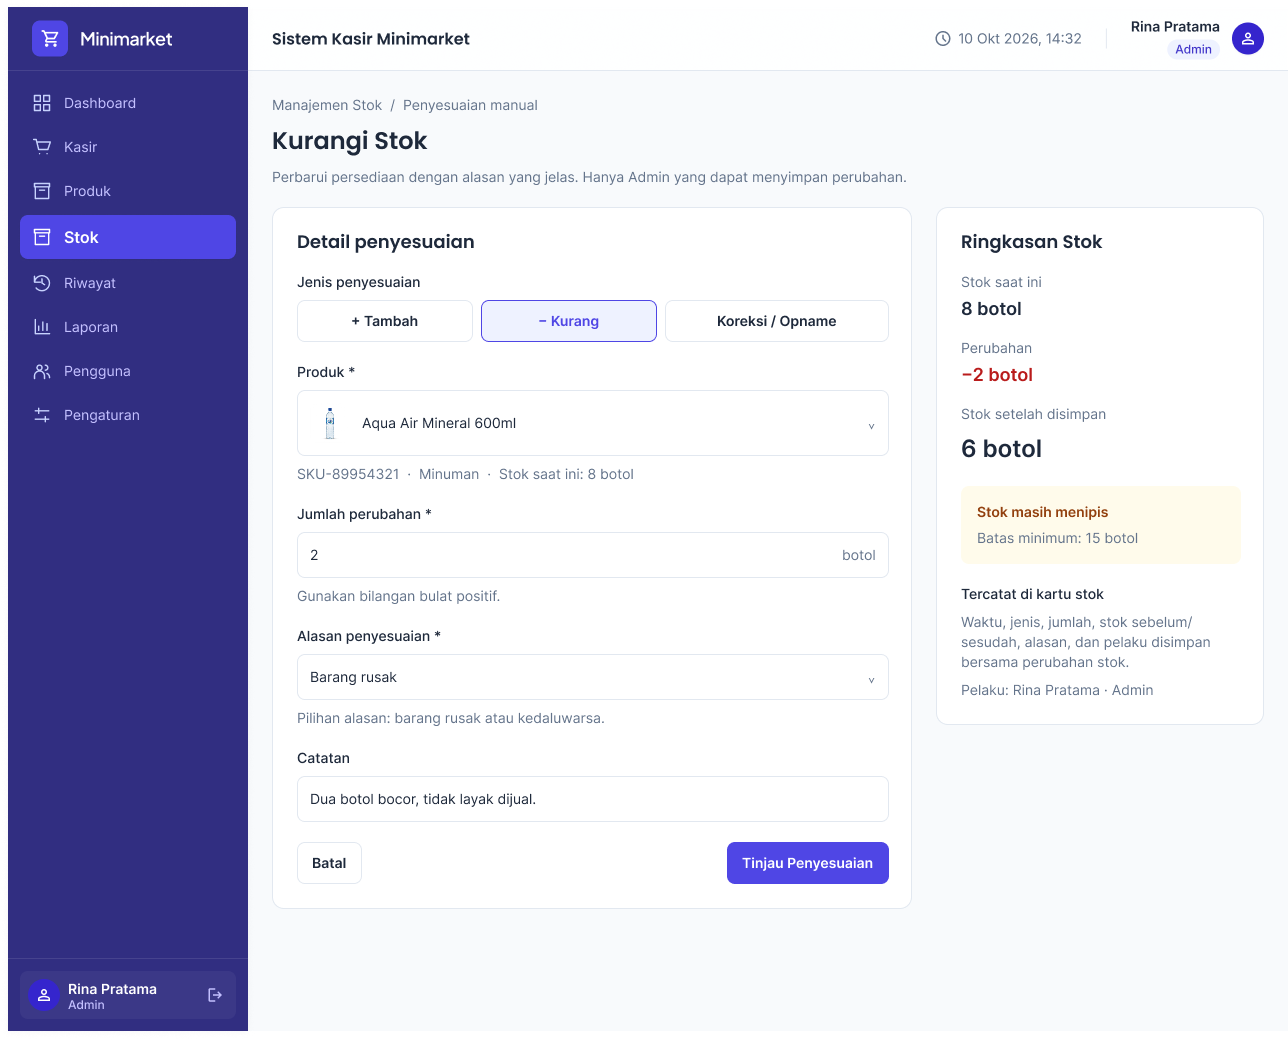 Minimarket
Dashboard
Kasir
Produk
Stok
Riwayat
Laporan
Pengguna
Pengaturan
Rina Pratama
Admin
Sistem Kasir Minimarket
10 Okt 2026, 14:32
Rina Pratama
Admin
Manajemen Stok / Penyesuaian manual
Kurangi Stok
Perbarui persediaan dengan alasan yang jelas. Hanya Admin yang dapat menyimpan perubahan.
Detail penyesuaian
Jenis penyesuaian
+ Tambah
− Kurang
Koreksi / Opname
Produk *
Aqua Air Mineral 600ml
SKU-89954321 · Minuman · Stok saat ini: 8 botol
Jumlah perubahan *
2 botol
Gunakan bilangan bulat positif.
Alasan penyesuaian *
Barang rusak
Pilihan alasan: barang rusak atau kedaluwarsa.
Catatan
Dua botol bocor, tidak layak dijual.
Batal
Tinjau Penyesuaian
Ringkasan Stok
Stok saat ini
8 botol
Perubahan
−2 botol
Stok setelah disimpan
6 botol
Stok masih menipis
Batas minimum: 15 botol
Tercatat di kartu stok
Waktu, jenis, jumlah, stok sebelum/
sesudah, alasan, dan pelaku disimpan
bersama perubahan stok.
Pelaku: Rina Pratama · Admin